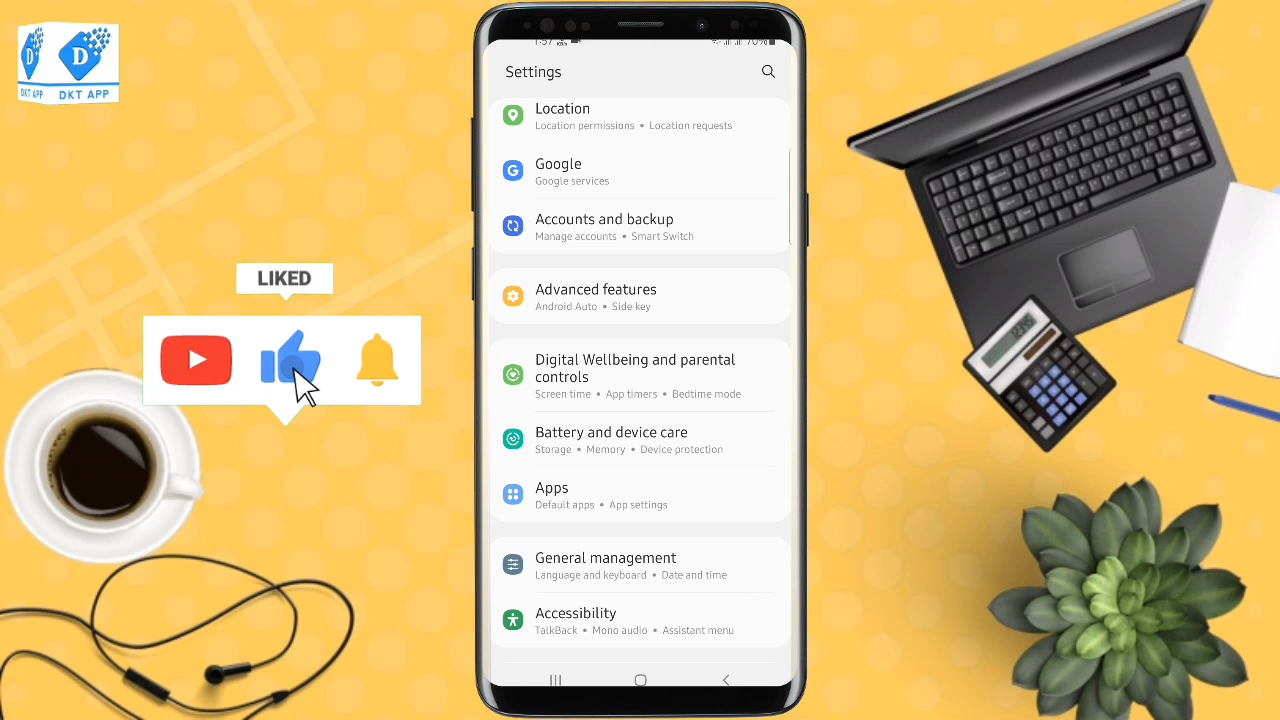 DKT APP
DKT APP
D
D
LIKED
Settings
Location
Location permissions • Location requests
Google
Google services
Accounts and backup
Manage accounts • Smart Switch
Advanced features
Android Auto • Side key
Digital Wellbeing and parental
controls
Screen time • App timers • Bedtime mode
Battery and device care
Storage • Memory • Device protection
Apps
Default apps • App settings
General management
Language and keyboard • Date and time
Accessibility
TalkBack • Mono audio • Assistant menu